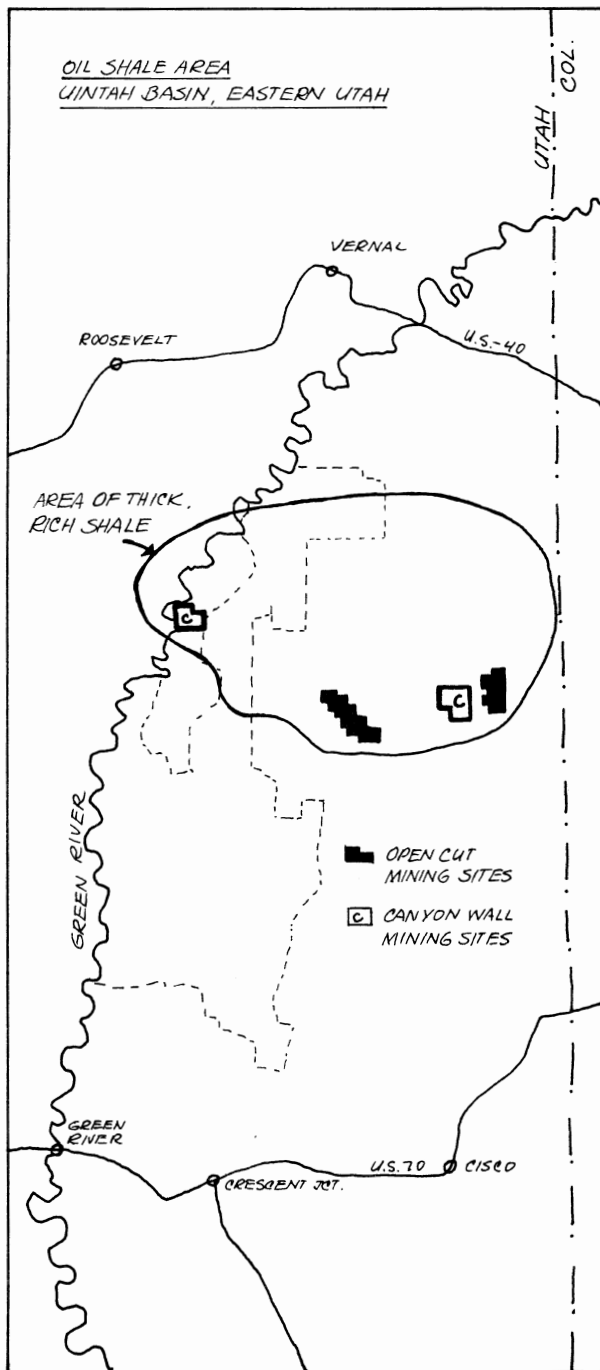 OIL SHALE AREA
UINTAH BASIN, EASTERN UTAH
UTAH
COL.
VERNAL
ROOSEVELT
U.S.-40
AREA OF THICK,
RICH SHALE
C
C
GREEN RIVER
OPEN CUT
MINING SITES
C CANYON WALL
MINING SITES
GREEN
RIVER
U.S. 70
CISCO
CRESCENT JCT.